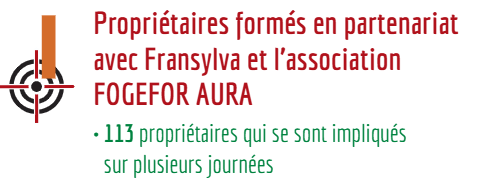 Propriétaires formés en partenariat
avec Fransylva et l'association
FOGEFOR AURA
• 113 propriétaires qui se sont impliqués
sur plusieurs journées